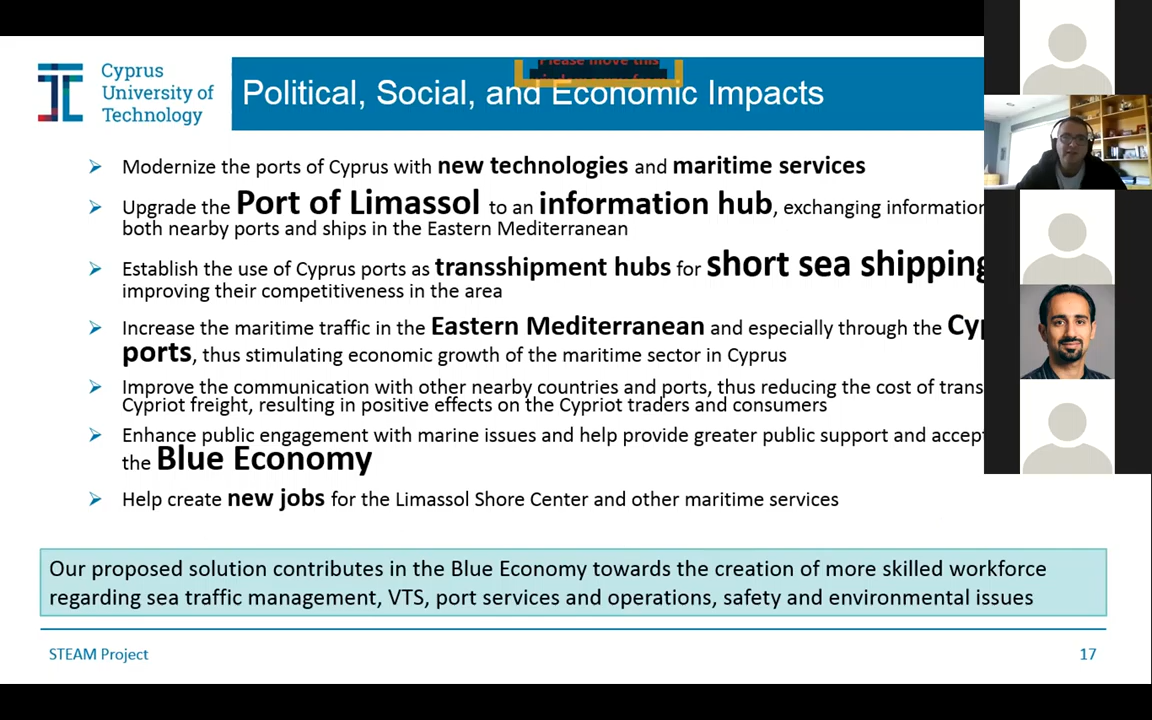 Cyprus
University of
Technology
Please move this
Political, Social, and Economic Impacts
Modernize the ports of Cyprus with new technologies and maritime services
Upgrade the Port of Limassol to an information hub, exchanging information
both nearby ports and ships in the Eastern Mediterranean
Establish the use of Cyprus ports as transshipment hubs for short sea shipping
improving their competitiveness in the area
Increase the maritime traffic in the Eastern Mediterranean and especially through the
ports, thus stimulating economic growth of the maritime sector in Cyprus
Improve the communication with other nearby countries and ports, thus reducing the cost of
Cypriot freight, resulting in positive effects on the Cypriot traders and consumers
Enhance public engagement with marine issues and help provide greater public support and
the Blue Economy
Help create new jobs for the Limassol Shore Center and other maritime services
Our proposed solution contributes in the Blue Economy towards the creation of more skilled workforce
regarding sea traffic management, VTS, port services and operations, safety and environmental issues
STEAM Project
17